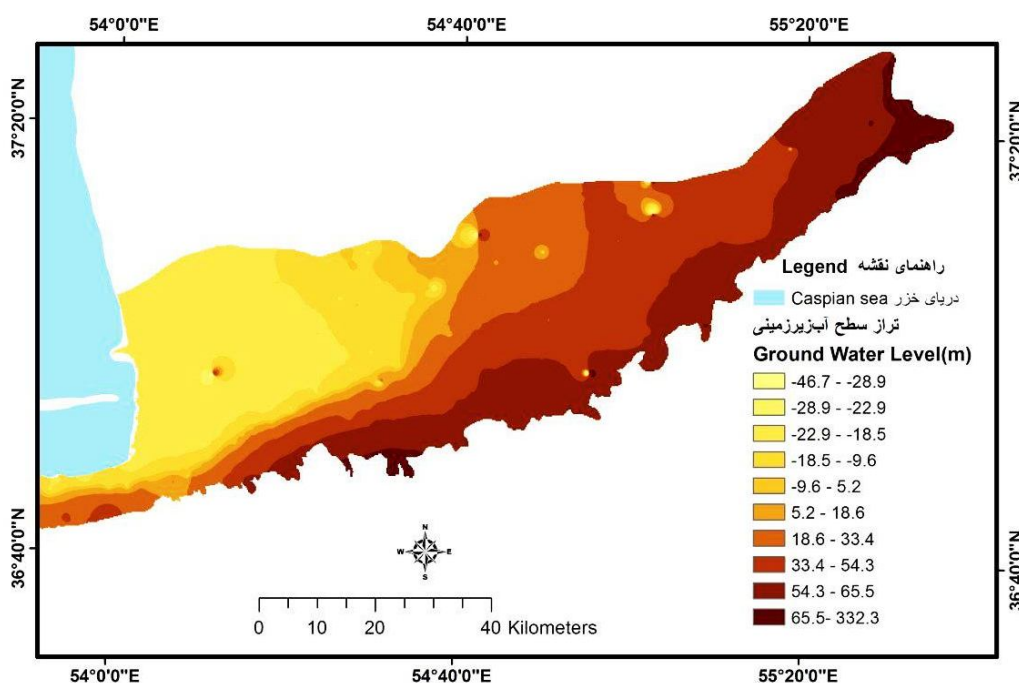 54°0'0"E 54°40'0"E 55°20'0"E
37°20'0"N
37°20'0"N
Legend راهنمای نقشه
Caspian sea دریای خزر
تراز سطح آب‌زیرزمینی
Ground Water Level(m)
-46.7 - -28.9
-28.9 - -22.9
-22.9 - -18.5
-18.5 - -9.6
-9.6 - 5.2
5.2 - 18.6
18.6 - 33.4
33.4 - 54.3
54.3 - 65.5
65.5- 332.3
36°40'0"N
36°40'0"N
N
W E
S
0 10 20 40 Kilometers
54°0'0"E 54°40'0"E 55°20'0"E